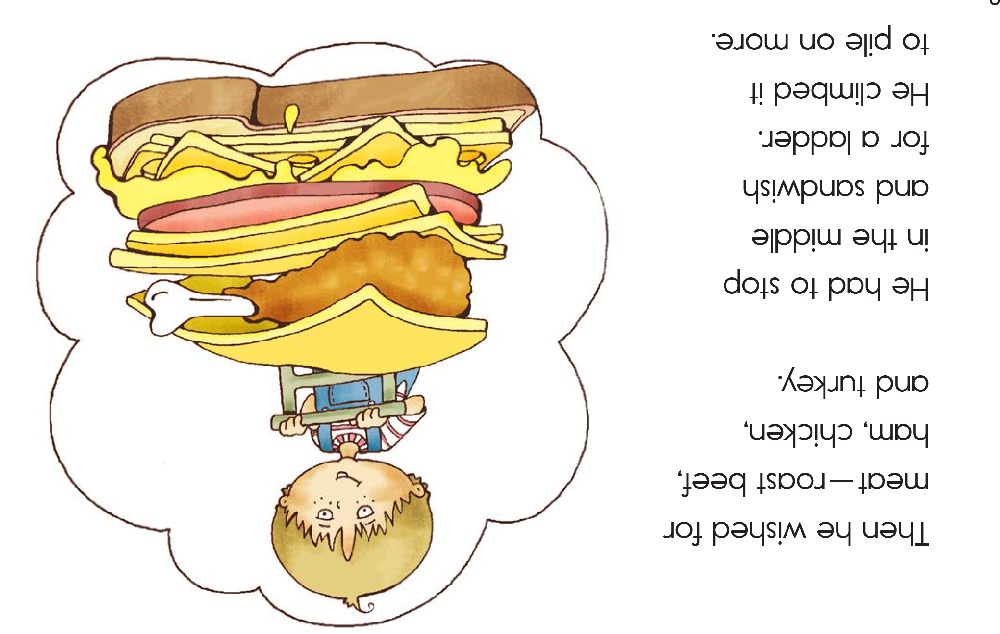 Then he wished for
meat—roast beef,
ham, chicken,
and turkey.
He had to stop
in the middle
and sandwish
for a ladder.
He climbed it
to pile on more.